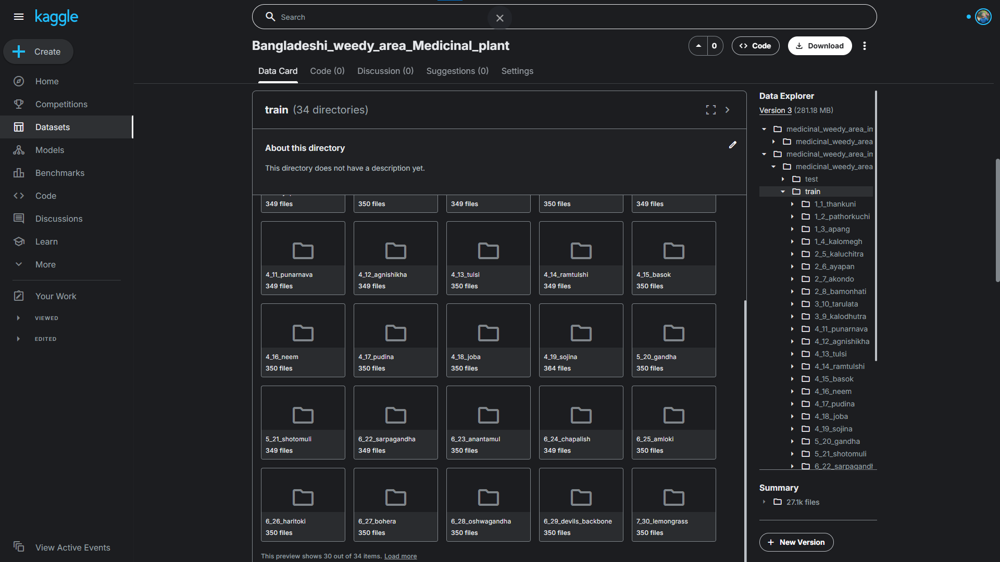 kaggle
Search
Create
Home
Competitions
Datasets
Models
Benchmarks
Code
Discussions
Learn
More
Your Work
VIEWED
EDITED
View Active Events
Bangladeshi_weedy_area_Medicinal_plant
0
Code
Download
Data Card
Code (0)
Discussion (0)
Suggestions (0)
Settings
train (34 directories)
About this directory
This directory does not have a description yet.
349 files
350 files
349 files
350 files
349 files
4_11_punarnava
349 files
4_12_agnishikha
349 files
4_13_tulsi
350 files
4_14_ramtulshi
349 files
4_15_basok
350 files
4_16_neem
350 files
4_17_pudina
350 files
4_18_joba
350 files
4_19_sojina
364 files
5_20_gandha
350 files
5_21_shotomuli
349 files
6_22_sarpagandha
349 files
6_23_anantamul
350 files
6_24_chapalish
349 files
6_25_amloki
350 files
6_26_haritoki
350 files
6_27_bohera
350 files
6_28_oshwagandha
350 files
6_29_devils_backbone
350 files
7_30_lemongrass
350 files
This preview shows 30 out of 34 items. Load more
Data Explorer
Version 3 (281.18 MB)
medicinal_weedy_area_im
medicinal_weedy_area
medicinal_weedy_area_im
medicinal_weedy_area
test
train
1_1_thankuni
1_2_pathorkuchi
1_3_apang
1_4_kalomegh
2_5_kaluchitra
2_6_ayapan
2_7_akondo
2_8_bamonhati
3_10_tarulata
3_9_kalodhutra
4_11_punarnava
4_12_agnishikha
4_13_tulsi
4_14_ramtulshi
4_15_basok
4_16_neem
4_17_pudina
4_18_joba
4_19_sojina
5_20_gandha
5_21_shotomuli
6_22_sarpagandh
Summary
27.1k files
New Version